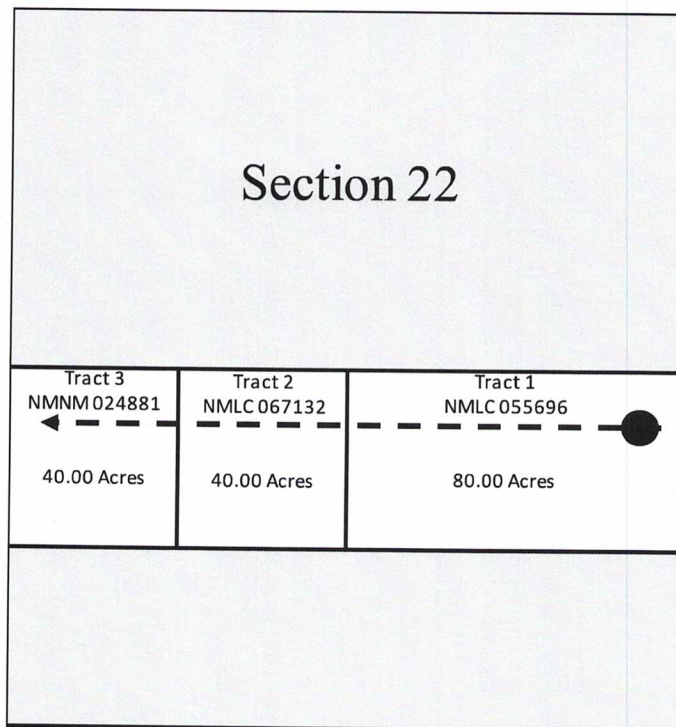 Section 22
Tract 3
NMNM 024881
40.00 Acres
Tract 2
NMLC 067132
40.00 Acres
Tract 1
NMLC 055696
80.00 Acres